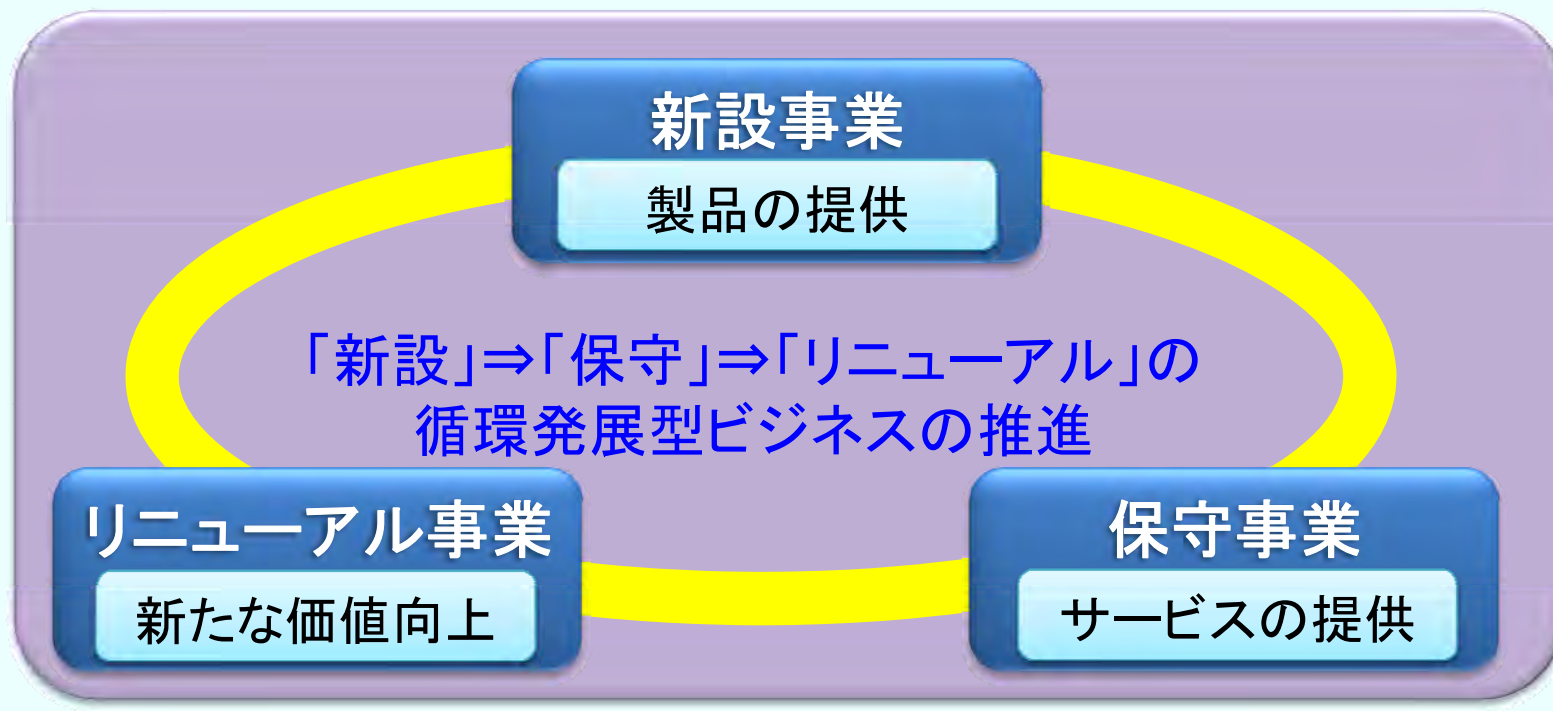 新設事業
製品の提供
「新設」⇒「保守」⇒「リニューアル」の
循環発展型ビジネスの推進
リニューアル事業
新たな価値向上
保守事業
サービスの提供